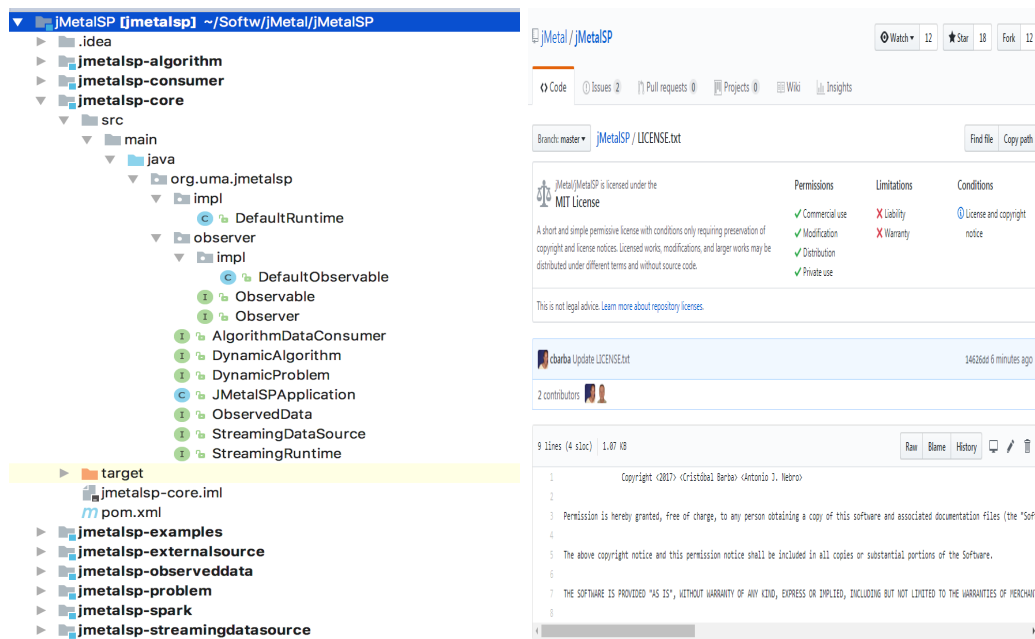 jMetalSP [jmetalsp] ~/Softw/jMetal/jMetalSP
.idea
jmetalsp-algorithm
jmetalsp-consumer
jmetalsp-core
src
main
java
org.uma.jmetalsp
impl
C DefaultRuntime
observer
impl
C DefaultObservable
I Observable
I Observer
I AlgorithmDataConsumer
I DynamicAlgorithm
I DynamicProblem
C JMetalSPApplication
I ObservedData
I StreamingDataSource
I StreamingRuntime
target
jmetalsp-core.iml
m pom.xml
jmetalsp-examples
jmetalsp-externalsource
jmetalsp-observeddata
jmetalsp-problem
jmetalsp-spark
jmetalsp-streamingdatasource
jMetal / jMetalSP
Watch 12 Star 18 Fork 12
Code Issues 2 Pull requests 0 Projects 0 Wiki Insights
Branch: master jMetalSP / LICENSE.txt Find file Copy path
jMetal/jMetalSP is licensed under the
MIT License
A short and simple permissive license with conditions only requiring preservation of
copyright and license notices. Licensed works, modifications, and larger works may be
distributed under different terms and without source code.
Permissions
Commercial use
Modification
Distribution
Private use
Limitations
Liability
Warranty
Conditions
License and copyright
notice
This is not legal advice. Learn more about repository licenses.
cbarba Update LICENSE.txt 14626dd 6 minutes ago
2 contributors
9 lines (4 sloc) 1.07 KB Raw Blame History
1 Copyright <2017> <Cristóbal Barba> <Antonio J. Nebro>
2
3 Permission is hereby granted, free of charge, to any person obtaining a copy of this software and associated documentation files (the "Sof
4
5 The above copyright notice and this permission notice shall be included in all copies or substantial portions of the Software.
6
7 THE SOFTWARE IS PROVIDED "AS IS", WITHOUT WARRANTY OF ANY KIND, EXPRESS OR IMPLIED, INCLUDING BUT NOT LIMITED TO THE WARRANTIES OF MERCHAN
8